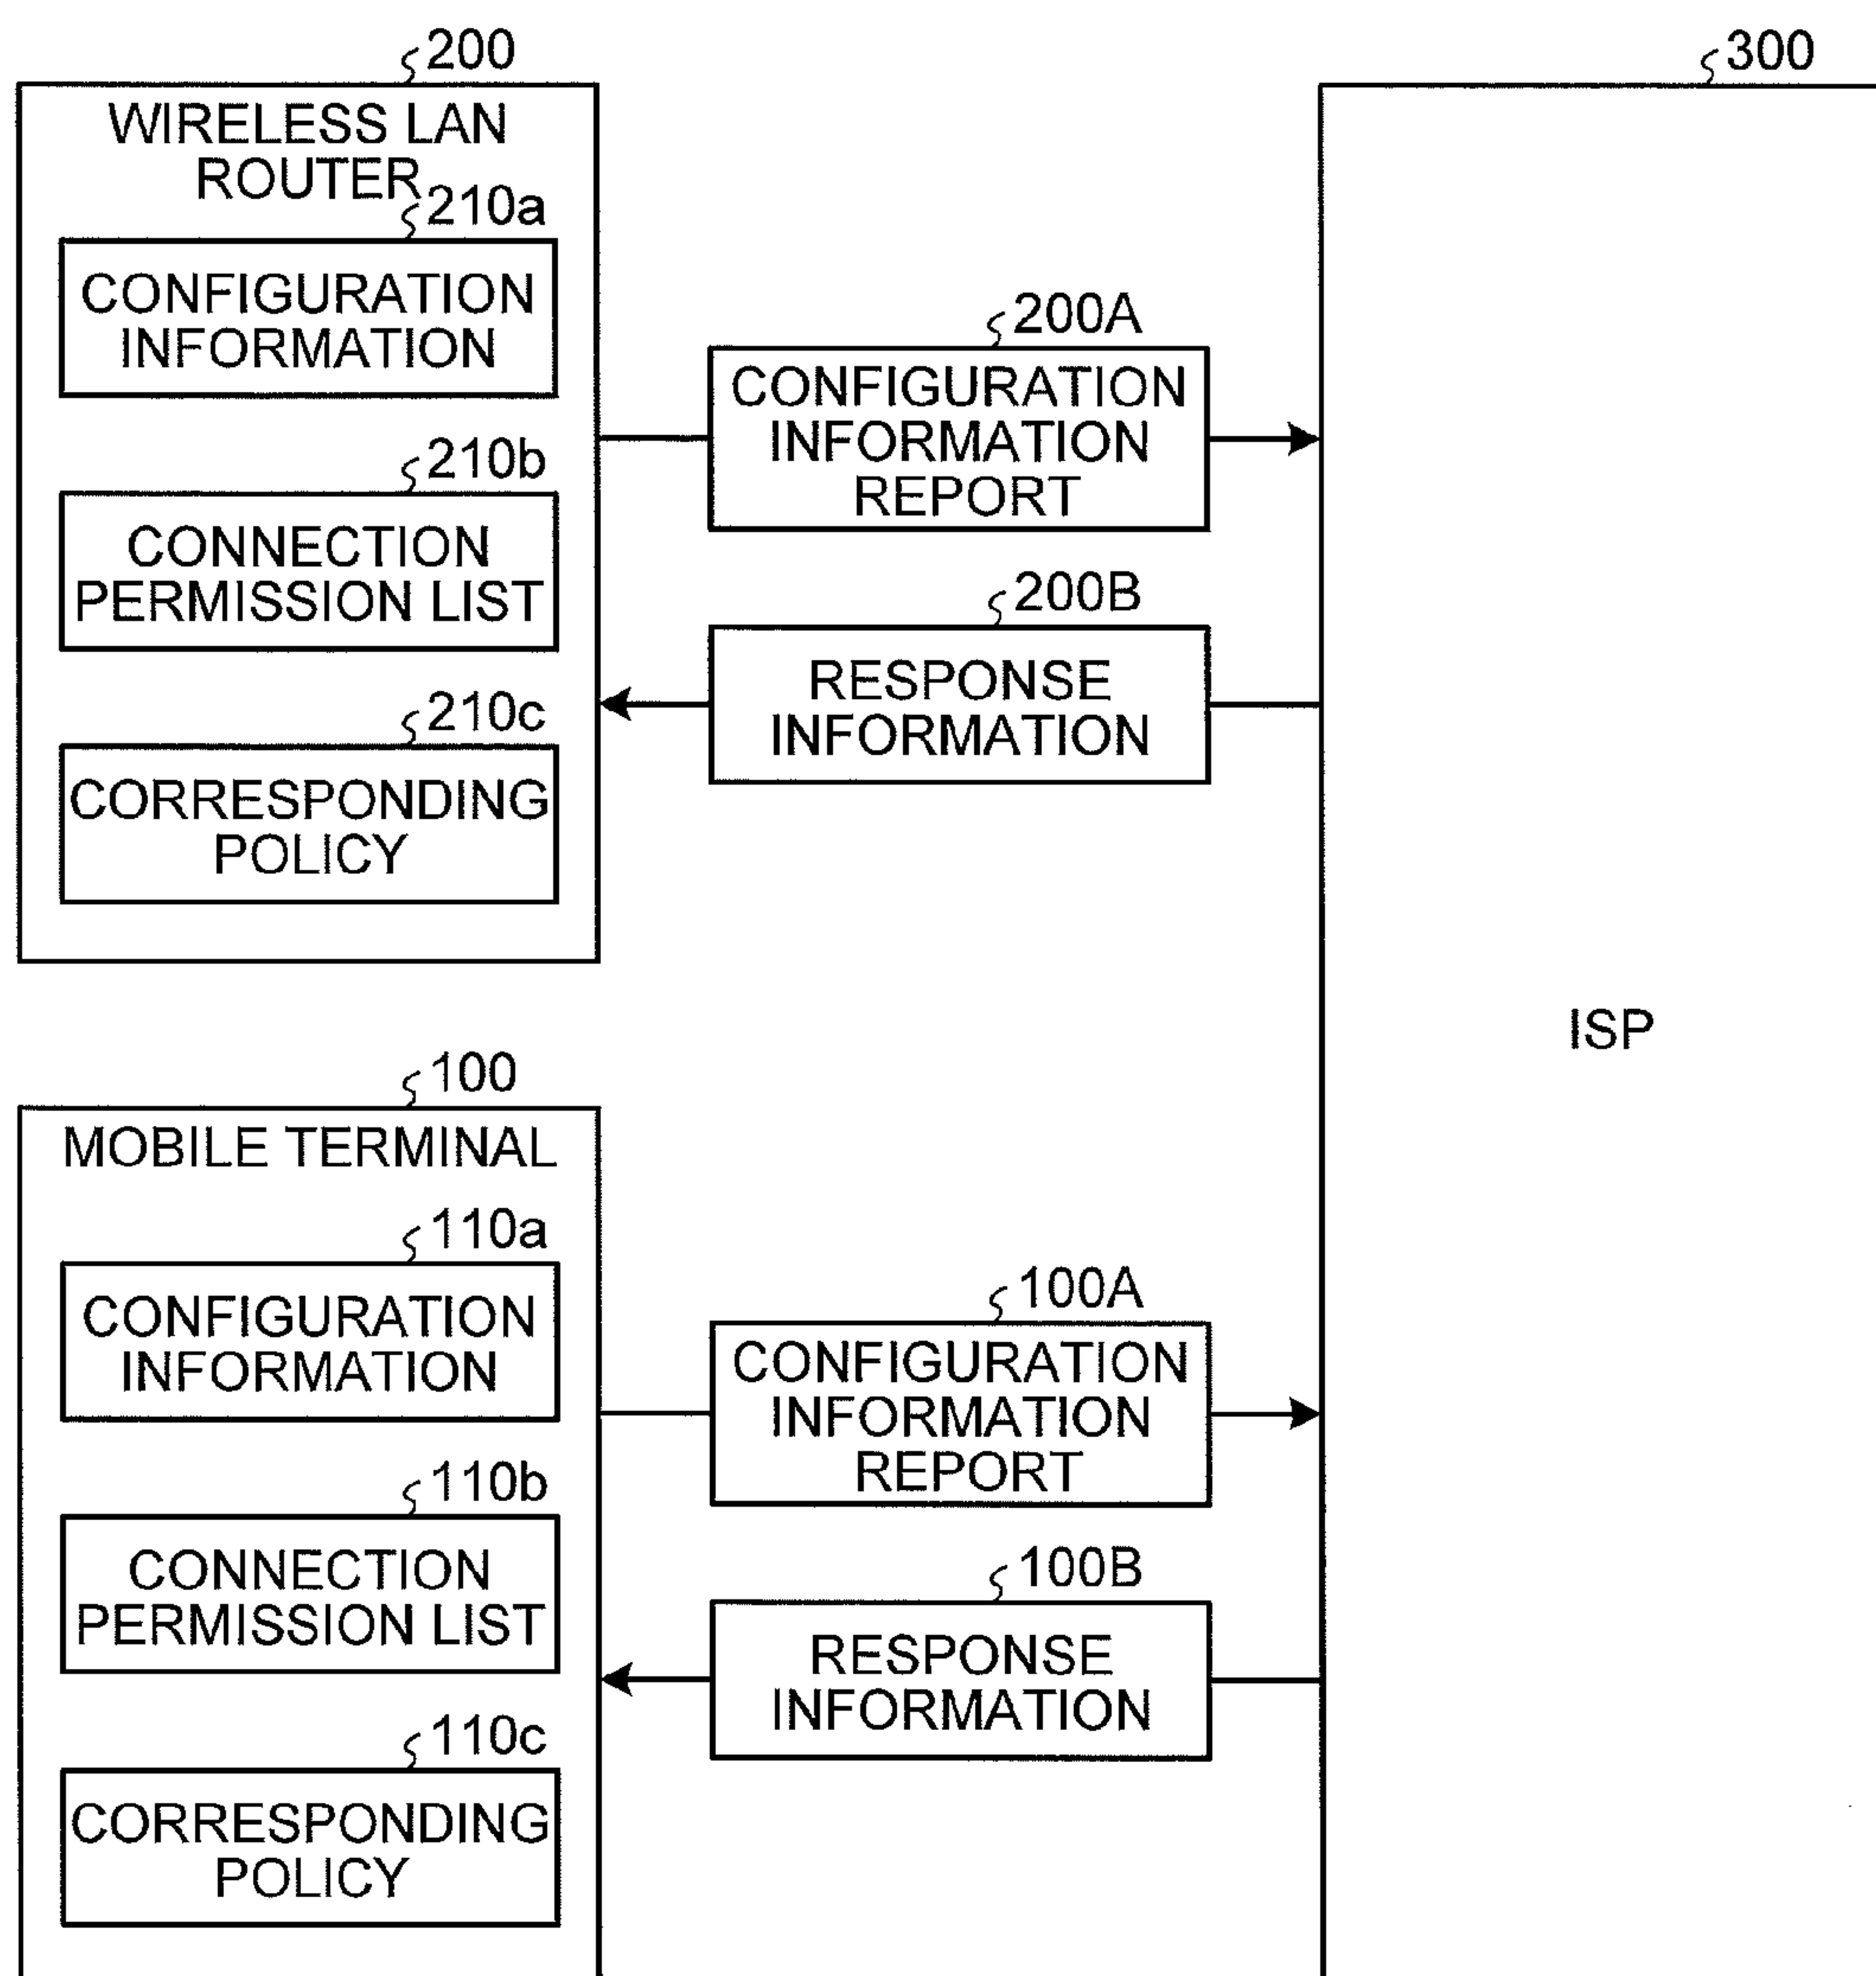 200
WIRELESS LAN
ROUTER
210a
CONFIGURATION
INFORMATION
210b
CONNECTION
PERMISSION LIST
210c
CORRESPONDING
POLICY
200A
CONFIGURATION
INFORMATION
REPORT
200B
RESPONSE
INFORMATION
300
ISP
100
MOBILE TERMINAL
110a
CONFIGURATION
INFORMATION
110b
CONNECTION
PERMISSION LIST
110c
CORRESPONDING
POLICY
100A
CONFIGURATION
INFORMATION
REPORT
100B
RESPONSE
INFORMATION